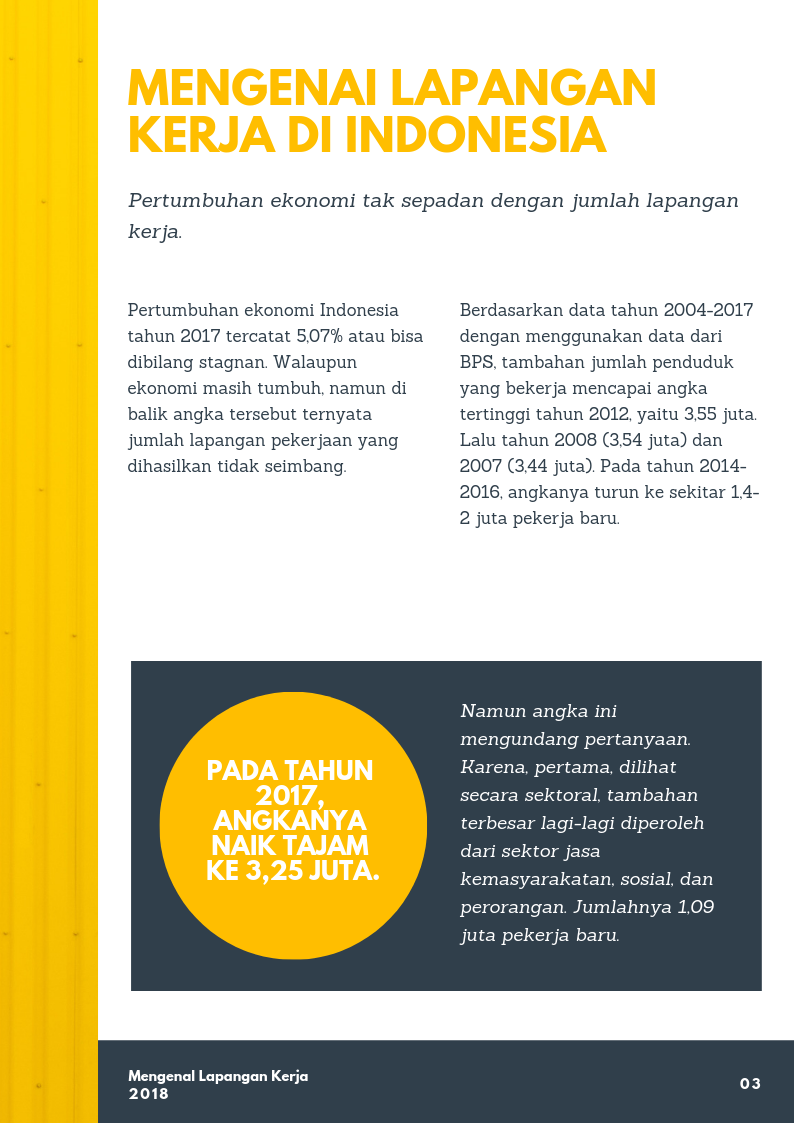 MENGENAI LAPANGAN
KERJA DI INDONESIA
Pertumbuhan ekonomi tak sepadan dengan jumlah lapangan
kerja.
Pertumbuhan ekonomi Indonesia
tahun 2017 tercatat 5,07% atau bisa
dibilang stagnan. Walaupun
ekonomi masih tumbuh, namun di
balik angka tersebut ternyata
jumlah lapangan pekerjaan yang
dihasilkan tidak seimbang.
Berdasarkan data tahun 2004-2017
dengan menggunakan data dari
BPS, tambahan jumlah penduduk
yang bekerja mencapai angka
tertinggi tahun 2012, yaitu 3,55 juta.
Lalu tahun 2008 (3,54 juta) dan
2007 (3,44 juta). Pada tahun 2014-
2016, angkanya turun ke sekitar 1,4-
2 juta pekerja baru.
PADA TAHUN
2017,
ANGKANYA
NAIK TAJAM
KE 3,25 JUTA.
Namun angka ini
mengundang pertanyaan.
Karena, pertama, dilihat
secara sektoral, tambahan
terbesar lagi-lagi diperoleh
dari sektor jasa
kemasyarakatan, sosial, dan
perorangan. Jumlahnya 1,09
juta pekerja baru.
Mengenal Lapangan Kerja
2018
03